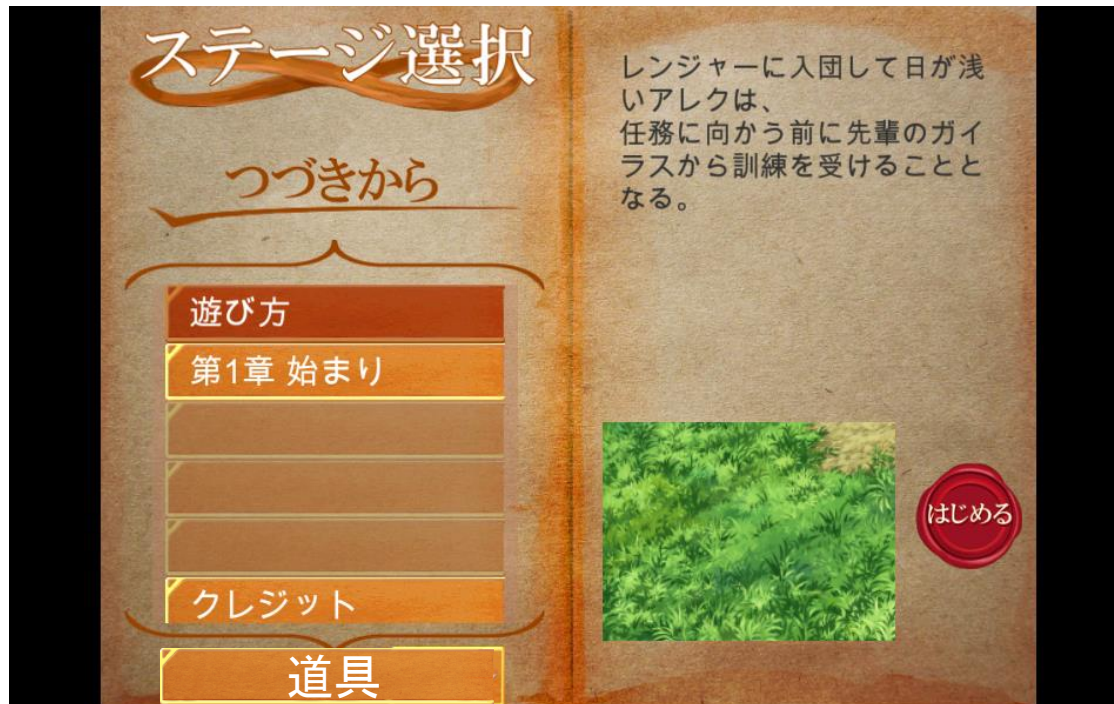 ステージ選択
つづきから
遊び方
第1章 始まり
クレジット
道具
レンジャーに入団して日が浅
いアレクは、
任務に向かう前に先輩のガイ
ラスから訓練を受けることと
なる。
はじめる